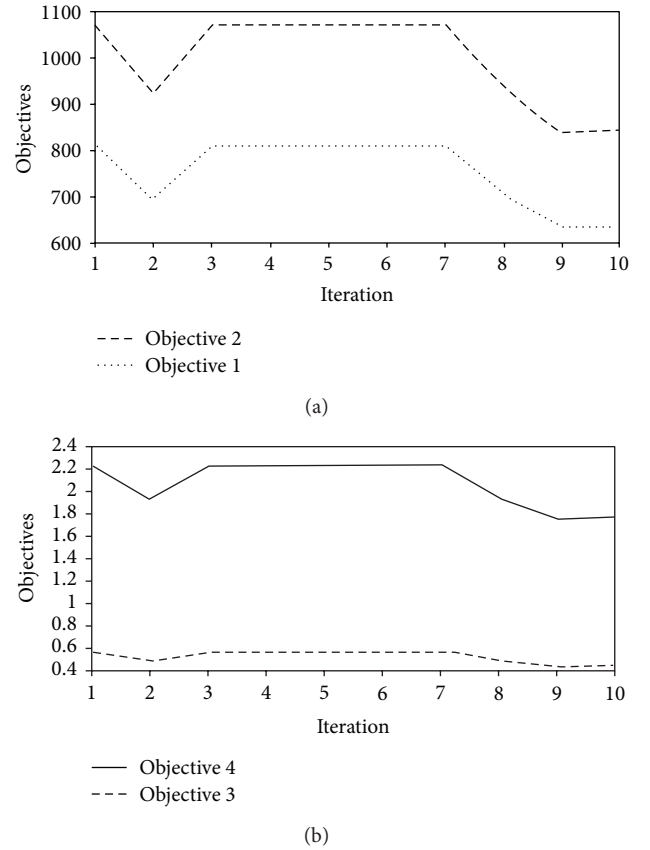 1100
1000
900
800
700
600
Objectives
1 2 3 4 5 6 7 8 9 10
Iteration
Objective 2
Objective 1
(a)
2.4
2.2
2
1.8
1.6
1.4
1.2
1
0.8
0.6
0.4
Objectives
1 2 3 4 5 6 7 8 9 10
Iteration
Objective 4
Objective 3
(b)